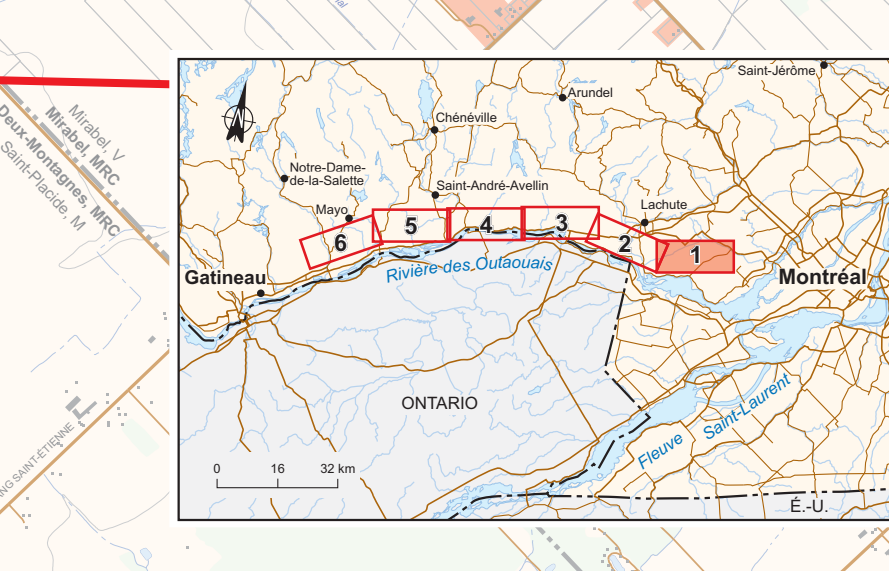 Mirabel, V
Mirabel, MRC
Deux-Montagnes, MRC
Saint-Placide, M
NG SAINT-ÉTIENNE
Saint-Jérôme
Arundel
Chénéville
Notre-Dame-
de-la-Salette
Saint-André-Avellin
Mayo
Lachute
6
5
4
3
2
1
Gatineau
Rivière des Outaouais
Montréal
ONTARIO
Fleuve Saint-Laurent
0 16 32 km
É.-U.